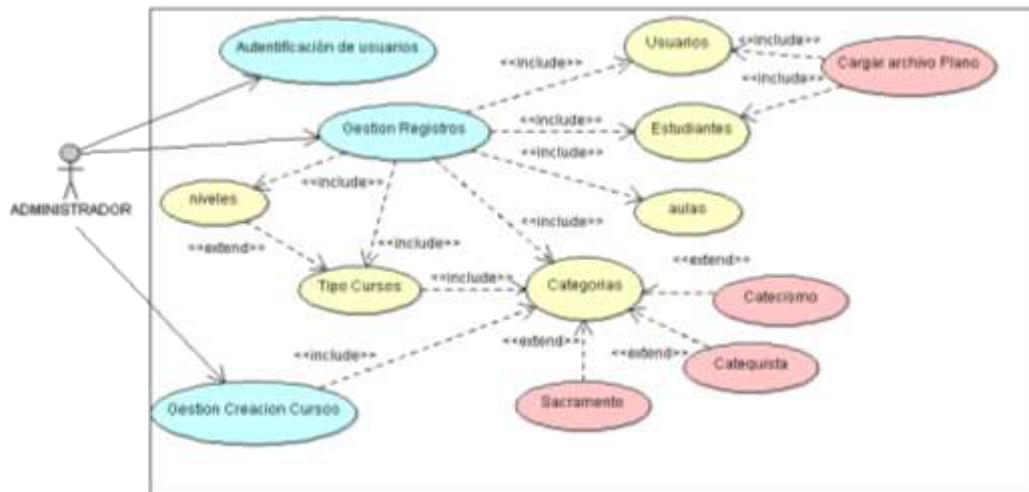 Autentificación de usuarios
Usuarios
<<include>>
Cargar archivo Plano
<<include>>
<<include>>
Gestion Registros
<<include>>
Estudiantes
<<include>>
<<include>>
ADMINISTRADOR
niveles
aulas
<<include>>
<<extend>>
<<include>>
<<extend>>
Tipo Cursos
<<include>>
Categorias
Catecismo
<<include>>
<<extend>>
<<extend>>
Catequista
Gestion Creacion Cursos
Sacramento